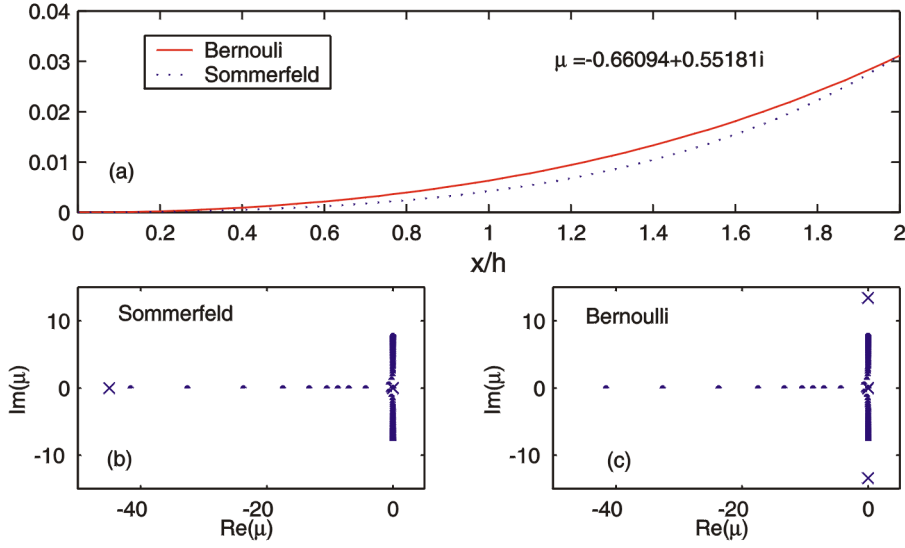 0.04
Bernouli
Sommerfeld
μ =-0.66094+0.55181i
0.03
0.02
0.01
(a)
0
0 0.2 0.4 0.6 0.8 1 1.2 1.4 1.6 1.8 2
x/h
Sommerfeld
10
Im(μ)
0
-10
(b)
-40 -20 0
Re(μ)
Bernoulli
10
Im(μ)
0
-10
(c)
-40 -20 0
Re(μ)